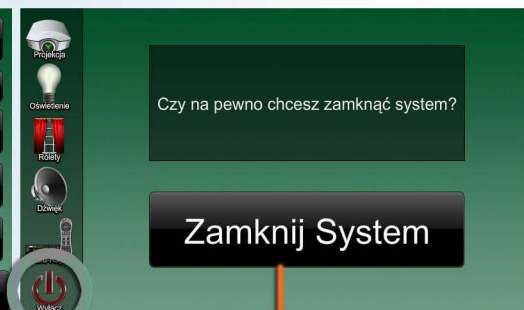 Projekcja
Oświetlenie
Rolety
Dźwięk
Wyłącz
Czy na pewno chcesz zamknąć system?
Zamknij System